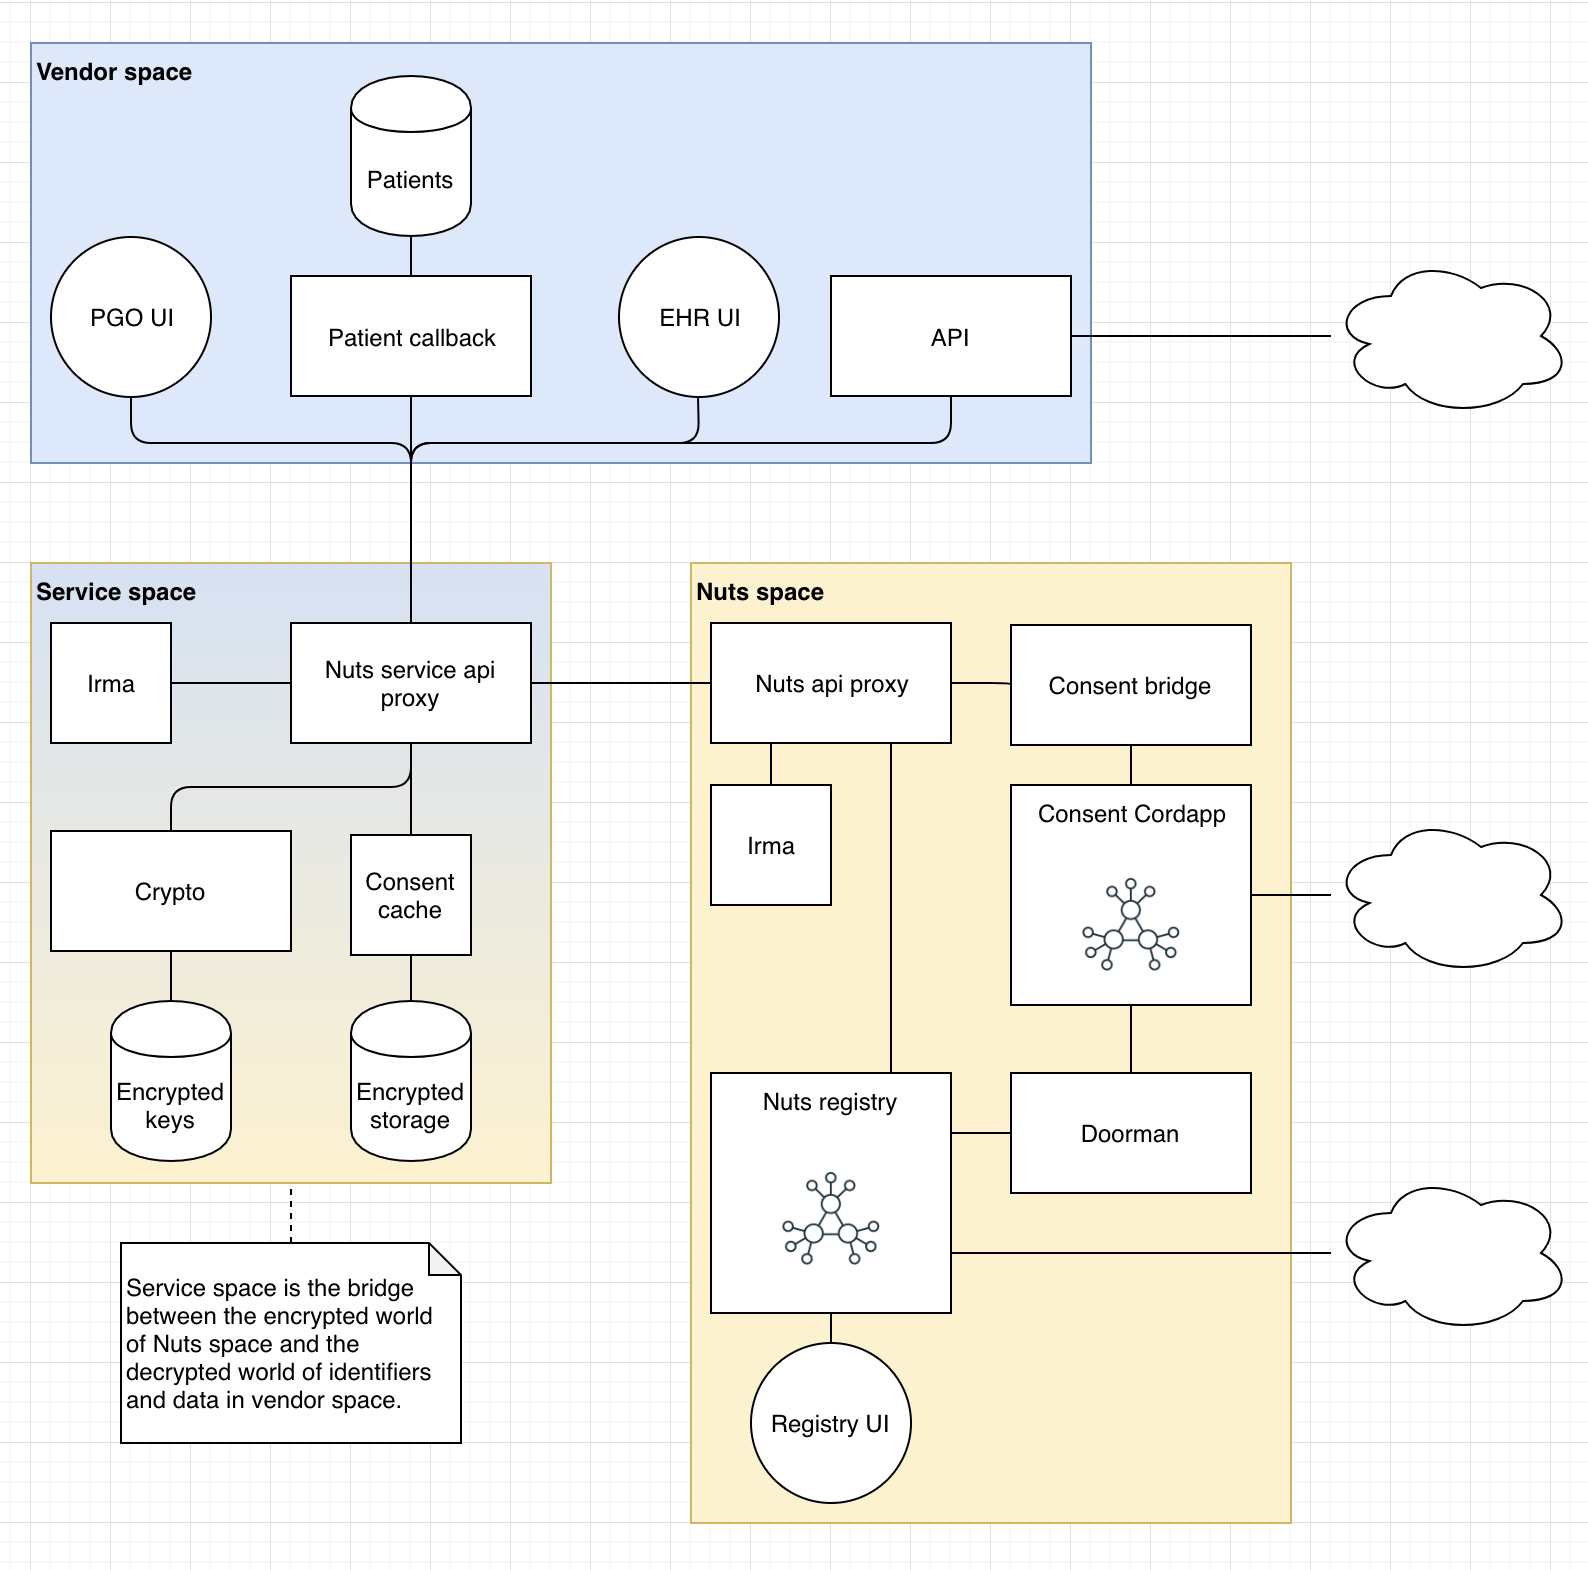 Vendor space
Patients
PGO UI
Patient callback
EHR UI
API
Service space
Irma
Nuts service api
proxy
Crypto
Consent
cache
Encrypted
keys
Encrypted
storage
Service space is the bridge
between the encrypted world
of Nuts space and the
decrypted world of identifiers
and data in vendor space.
Nuts space
Nuts api proxy
Consent bridge
Irma
Consent Cordapp
Nuts registry
Doorman
Registry UI